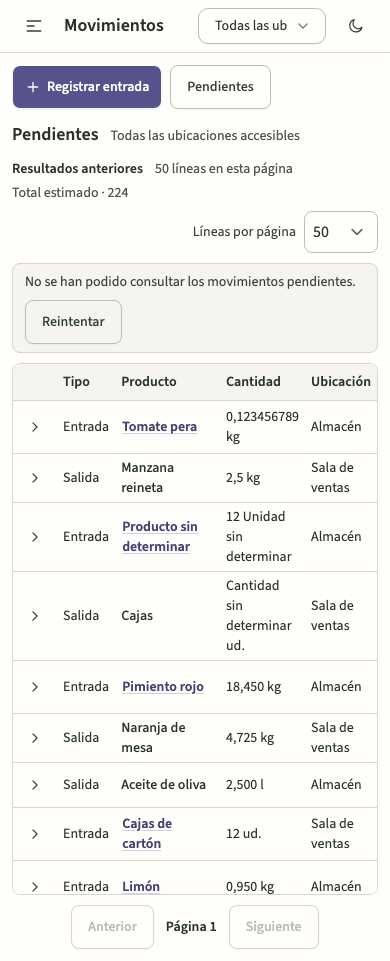 Movimientos
Todas las ub
Registrar entrada
Pendientes
Pendientes Todas las ubicaciones accesibles
Resultados anteriores 50 líneas en esta página
Total estimado · 224
Líneas por página 50
No se han podido consultar los movimientos pendientes.
Reintentar
Tipo Producto Cantidad Ubicación
Entrada Tomate pera 0,123456789 kg Almacén
Salida Manzana reineta 2,5 kg Sala de ventas
Entrada Producto sin determinar 12 Unidad sin determinar Almacén
Salida Cajas Cantidad sin determinar ud. Sala de ventas
Entrada Pimiento rojo 18,450 kg Almacén
Salida Naranja de mesa 4,725 kg Sala de ventas
Salida Aceite de oliva 2,500 l Almacén
Entrada Cajas de cartón 12 ud. Sala de ventas
Entrada Limón 0,950 kg Almacén
Anterior Página 1 Siguiente